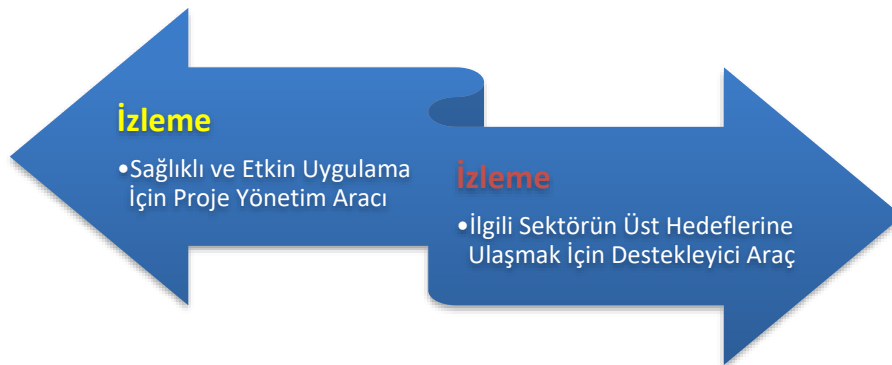 İzleme
•Sağlıklı ve Etkin Uygulama
İçin Proje Yönetim Aracı
İzleme
•İlgili Sektörün Üst Hedeflerine
Ulaşmak İçin Destekleyici Araç